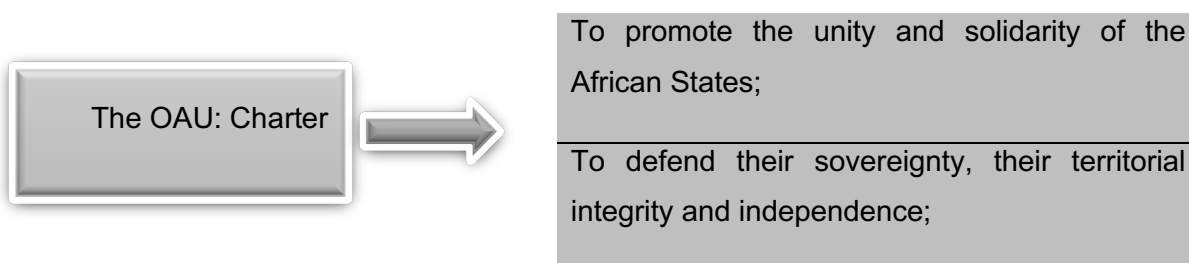 The OAU: Charter
To promote the unity and solidarity of the
African States;
To defend their sovereignty, their territorial
integrity and independence;